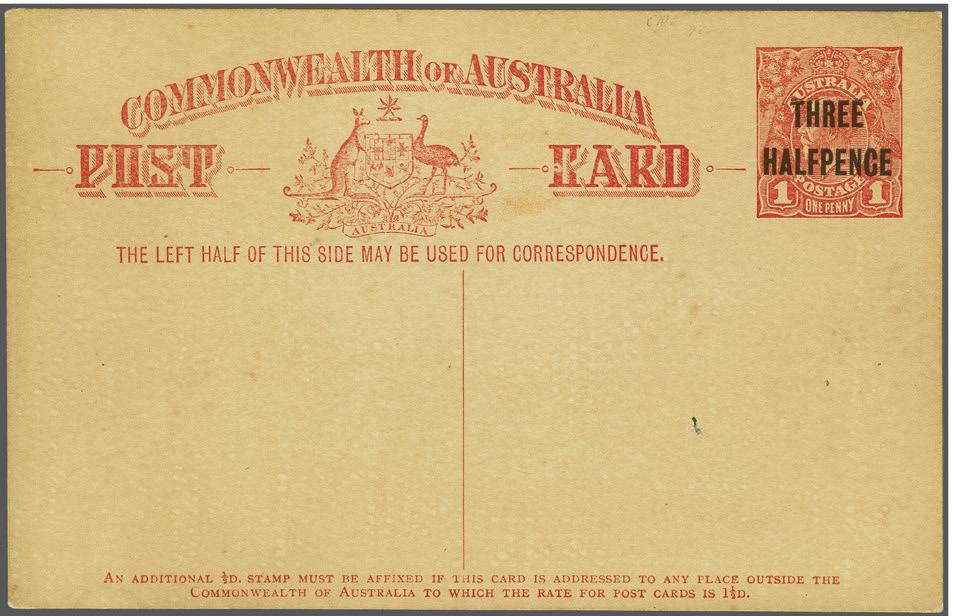 COMMONWEALTH OF AUSTRALIA
POST CARD
AUSTRALIA
THE LEFT HALF OF THIS SIDE MAY BE USED FOR CORRESPONDENCE.
AUSTRALIA
THREE
HALFPENCE
POSTAGE
1 ONE PENNY 1
AN ADDITIONAL ½D. STAMP MUST BE AFFIXED IF THIS CARD IS ADDRESSED TO ANY PLACE OUTSIDE THE
COMMONWEALTH OF AUSTRALIA TO WHICH THE RATE FOR POST CARDS IS 1½D.